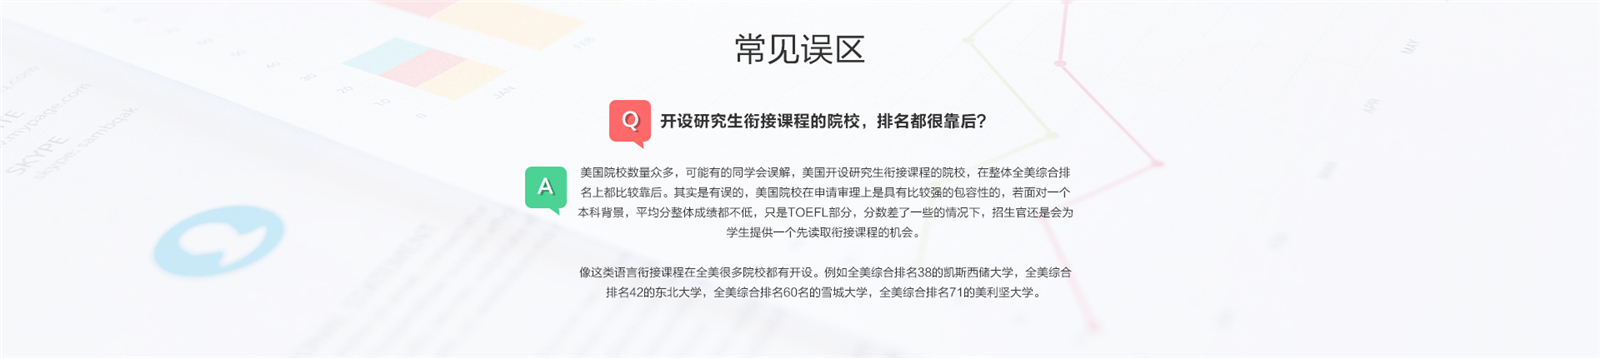 常见误区
Q
开设研究生衔接课程的院校，排名都很靠后？
A
美国院校数量众多，可能有的同学会误解，美国开设研究生衔接课程的院校，在整体全美综合排
名上都比较靠后。其实是有误的，美国院校在申请审理上是具有比较强的包容性的，若面对一个
本科背景，平均分整体成绩都不低，只是TOEFL部分，分数差了一些的情况下，招生官还是会为
学生提供一个先读取衔接课程的机会。
像这类语言衔接课程在全美很多院校都有开设。例如全美综合排名38的凯斯西储大学，全美综合
排名42的东北大学，全美综合排名60名的雪城大学，全美综合排名71的美利坚大学。
SKYPE
JAN
FEB
MAY
APR
0
10
20
30
40